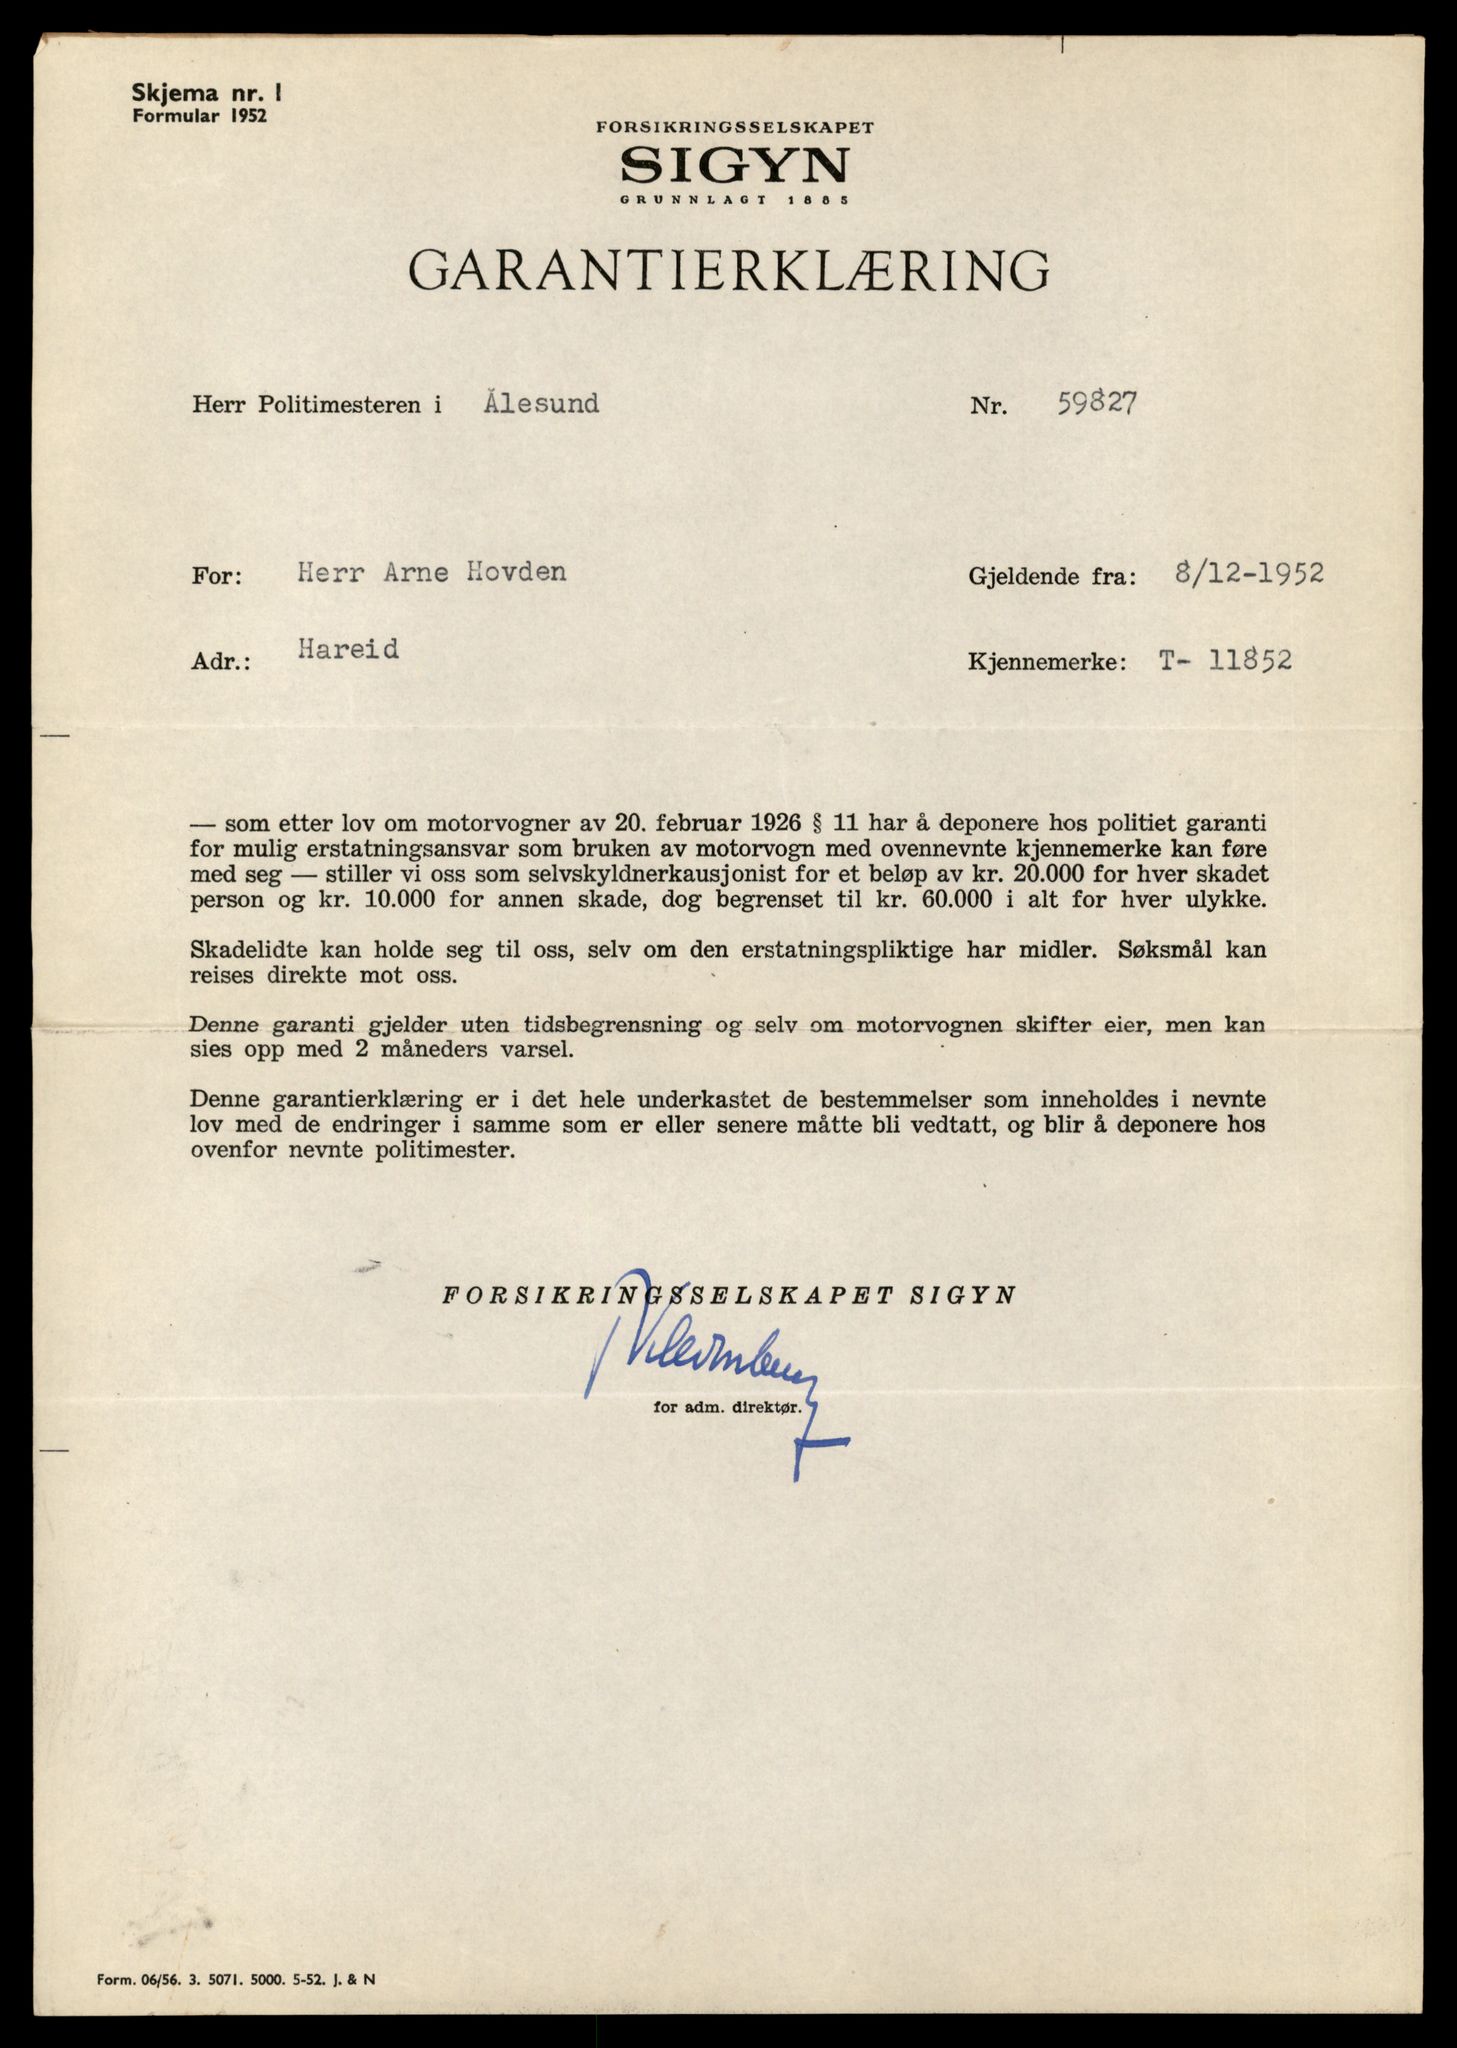 Skjema nr. 1
Formular 1952
FORSIKRINGSSELSKAPET
SIGYN
GRUNNLAGT 1885
GARANTIERKLÆRING
Herr Politimesteren i Ålesund Nr. 59827
For: Herr Arne Hovden Gjeldende fra: 8/12-1952
Adr.: Hareid Kjennemerke: T- 11852
— som etter lov om motorvogner av 20. februar 1926 § 11 har å deponere hos politiet garanti
for mulig erstatningsansvar som bruken av motorvogn med ovennevnte kjennemerke kan føre
med seg — stiller vi oss som selvskyldnerkausjonist for et beløp av kr. 20.000 for hver skadet
person og kr. 10.000 for annen skade, dog begrenset til kr. 60.000 i alt for hver ulykke.
Skadelidte kan holde seg til oss, selv om den erstatningspliktige har midler. Søksmål kan
reises direkte mot oss.
Denne garanti gjelder uten tidsbegrensning og selv om motorvognen skifter eier, men kan
sies opp med 2 måneders varsel.
Denne garantierklæring er i det hele underkastet de bestemmelser som inneholdes i nevnte
lov med de endringer i samme som er eller senere måtte bli vedtatt, og blir å deponere hos
ovenfor nevnte politimester.
FORSIKRINGSSELSKAPET SIGYN
for adm. direktør.
Form. 06/56. 3. 5071. 5000. 5-52. J. & N